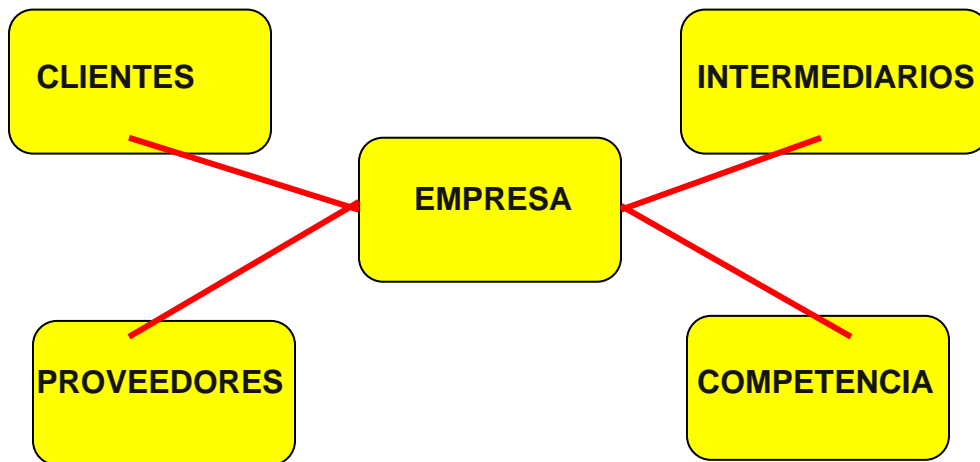 CLIENTES
INTERMEDIARIOS
EMPRESA
PROVEEDORES
COMPETENCIA